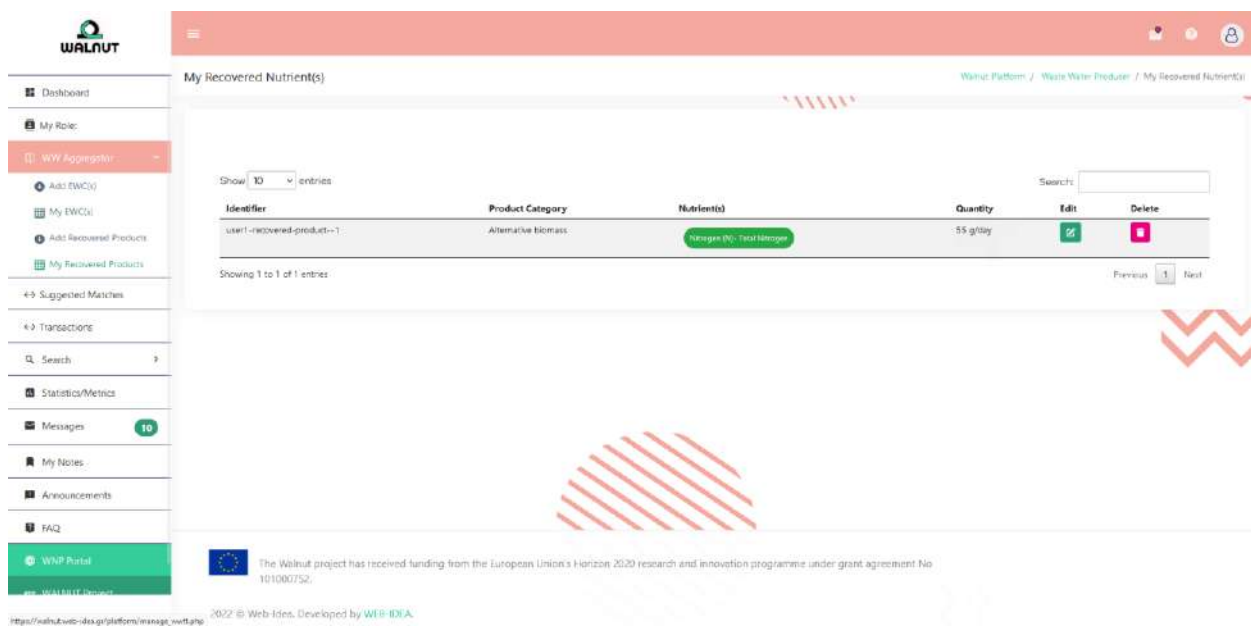 WALNUT
My Recovered Nutrient(s)
Walnut Platform / Waste Water Producer / My Recovered Nutrient(s)
Dashboard
My Role:
WW Aggregator
Add EWC(s)
My EWC(s)
Add Recovered Products
My Recovered Products
Suggested Matches
Transactions
Search
Statistics/Metrics
Messages 10
My Notes
Announcements
FAQ
WNP Portal
WALNUT Project
Show 10 entries
Search:
Identifier Product Category Nutrient(s) Quantity Edit Delete
user1-recovered-product--1 Alternative biomass Nitrogen (N)- Total Nitrogen 55 g/day
Showing 1 to 1 of 1 entries
Previous 1 Next
The Walnut project has received funding from the European Union's Horizon 2020 research and innovation programme under grant agreement No
101000752.
2022 © Web-Idea. Developed by WEB-IDEA.